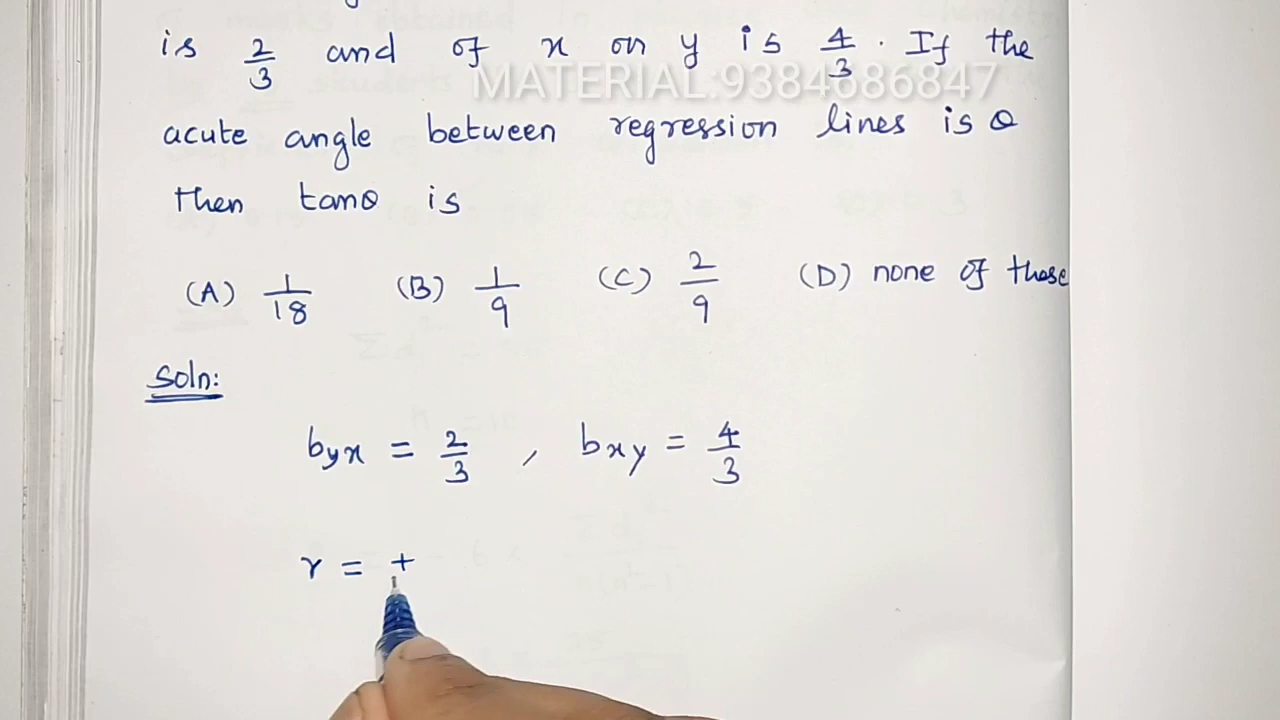 is 2/3 and of x on y is 4/3. If the
MATERIAL:9384686847
acute angle between regression lines is θ
then tanθ is
(A) 1/18 (B) 1/9 (C) 2/9 (D) none of these
Soln:
byx = 2/3 , bxy = 4/3
r = +